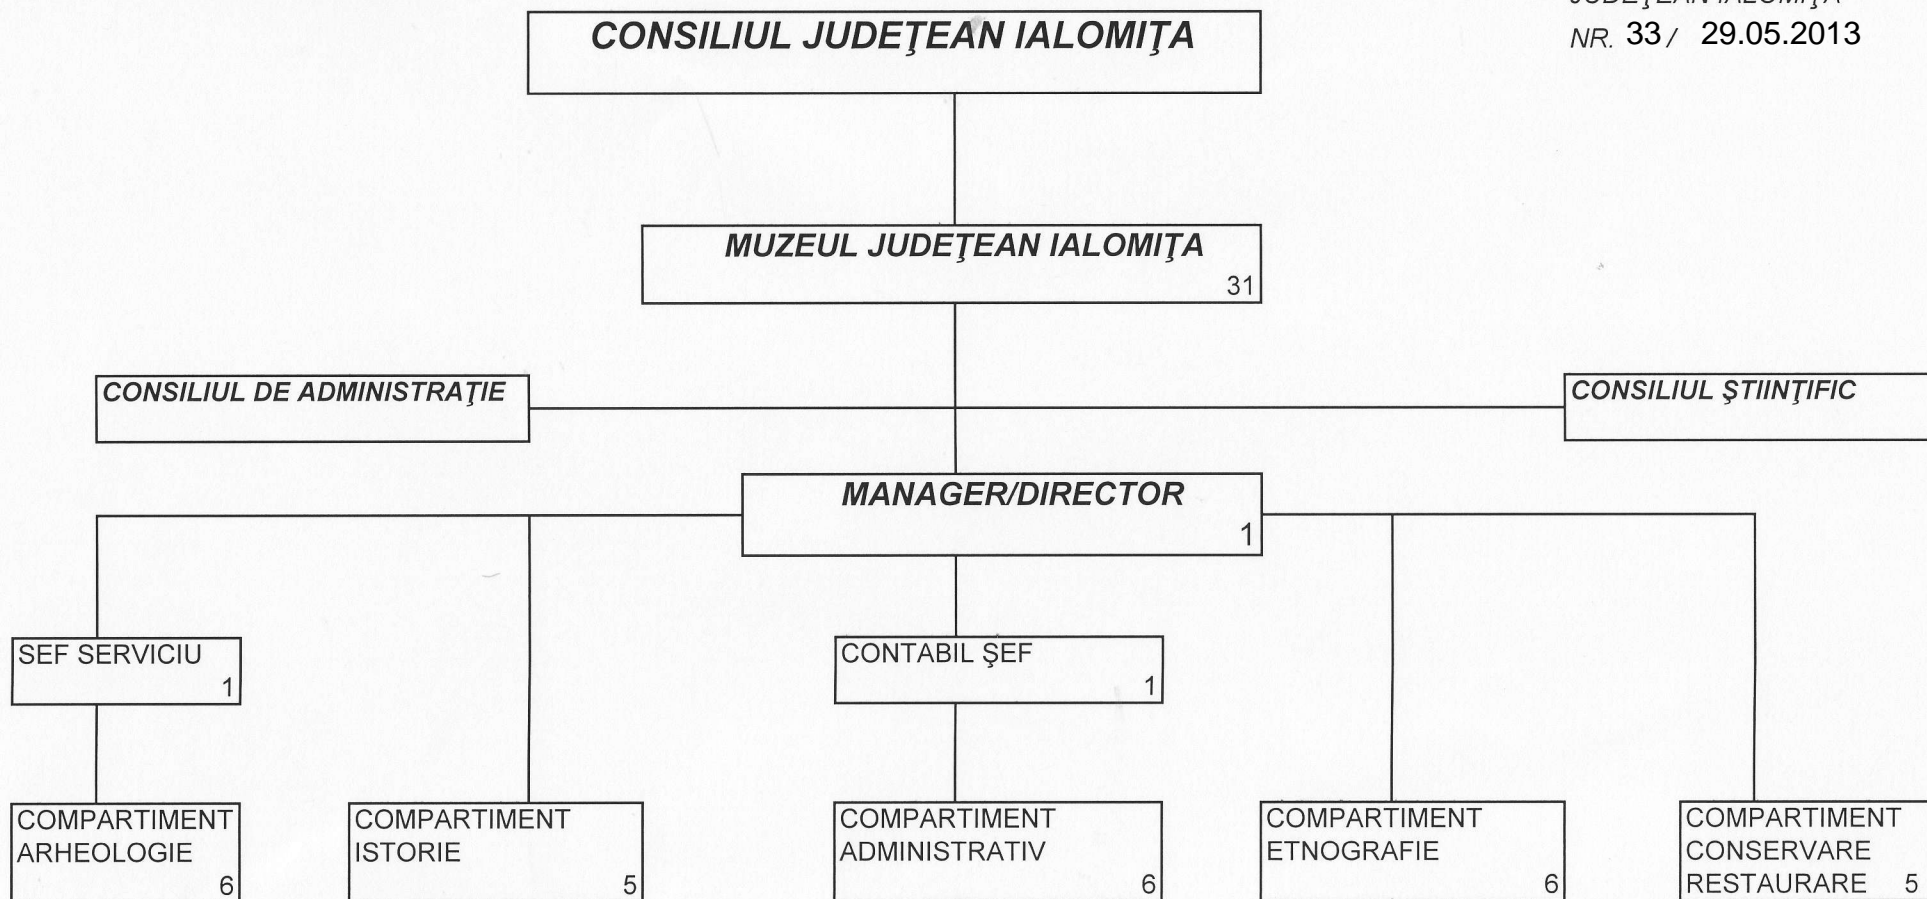 CONSILIUL JUDEŢEAN IALOMIŢA
JUDEŢEAN IALOMIŢA
NR. 33 / 29.05.2013
MUZEUL JUDEŢEAN IALOMIŢA
31
CONSILIUL DE ADMINISTRAŢIE
CONSILIUL ŞTIINŢIFIC
MANAGER/DIRECTOR
1
SEF SERVICIU
1
CONTABIL ŞEF
1
COMPARTIMENT
ARHEOLOGIE
6
COMPARTIMENT
ISTORIE
5
COMPARTIMENT
ADMINISTRATIV
6
COMPARTIMENT
ETNOGRAFIE
6
COMPARTIMENT
CONSERVARE
RESTAURARE 5